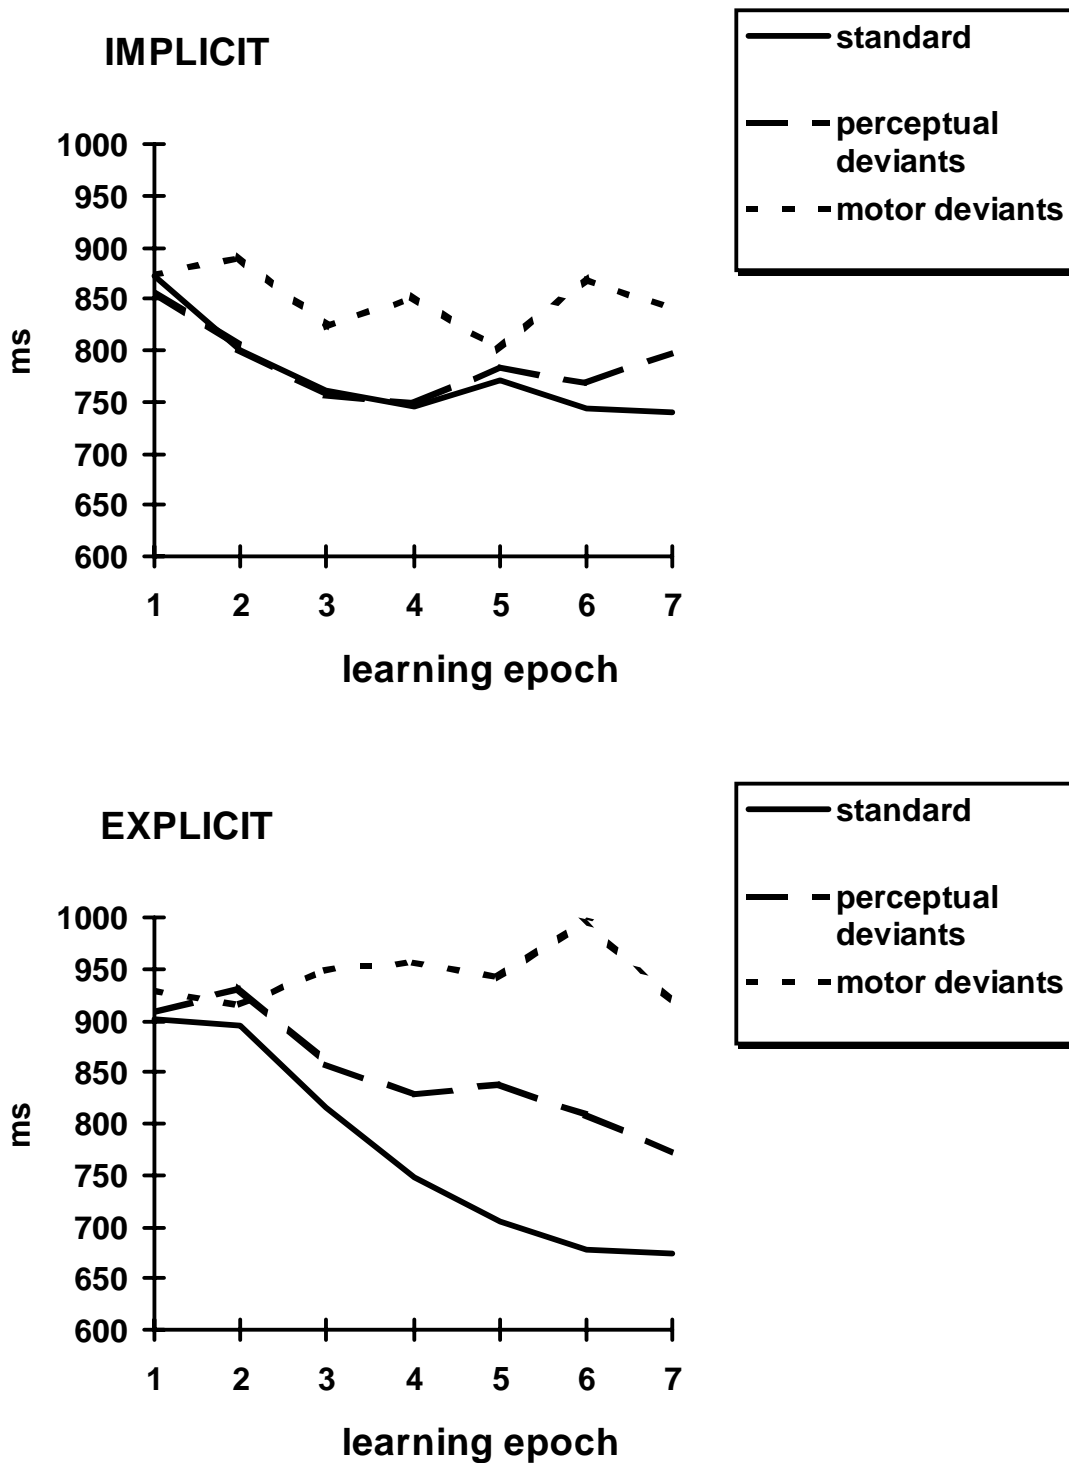 IMPLICIT
standard
perceptual
deviants
motor deviants
1000
950
900
850
800
750
700
650
600
ms
1 2 3 4 5 6 7
learning epoch
EXPLICIT
standard
perceptual
deviants
motor deviants
1000
950
900
850
800
750
700
650
600
ms
1 2 3 4 5 6 7
learning epoch